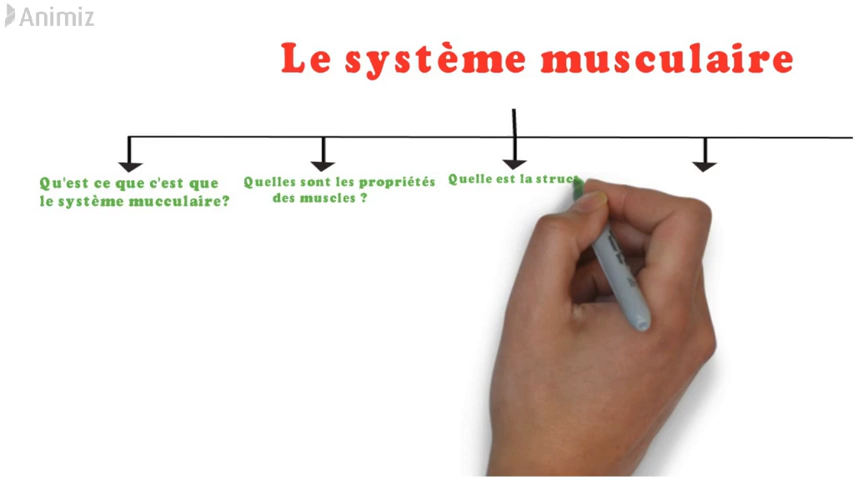 Animiz
Le système musculaire
Qu'est ce que c'est que
le système mucculaire?
Quelles sont les propriétés
des muscles ?
Quelle est la struc